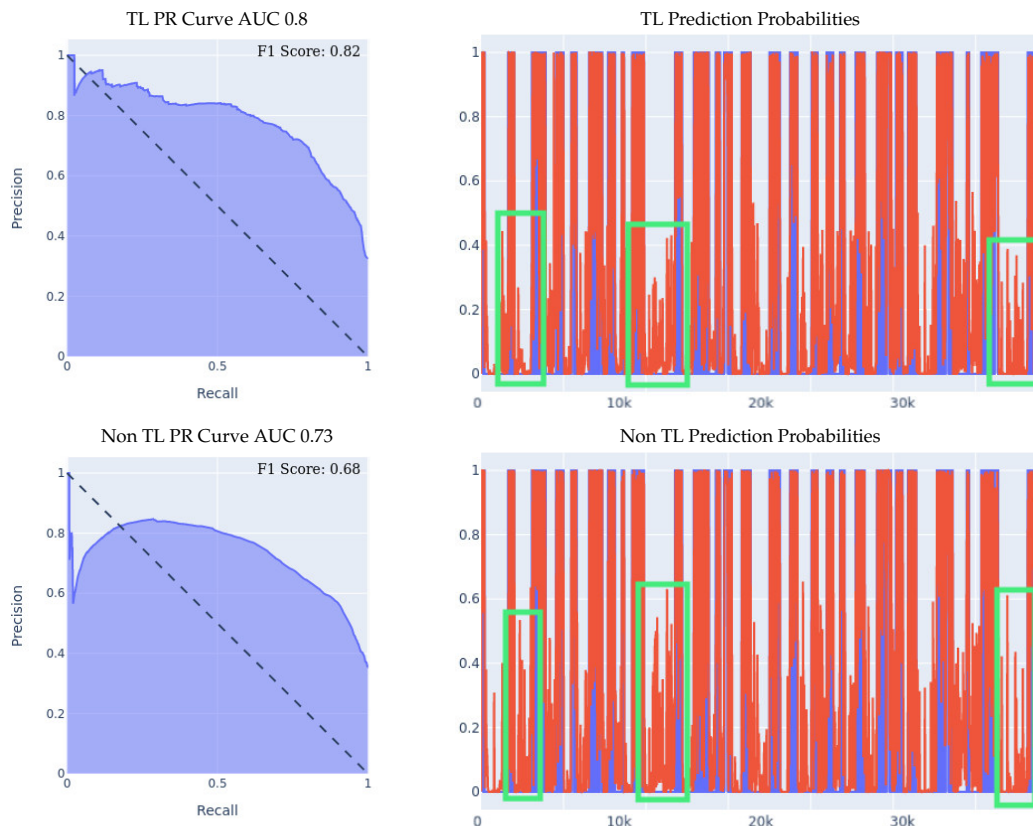 TL PR Curve AUC 0.8
F1 Score: 0.82
1
0.8
0.6
0.4
0.2
0
Precision
0
0.5
1
Recall
TL Prediction Probabilities
1
0.8
0.6
0.4
0.2
0
0
10k
20k
30k
Non TL PR Curve AUC 0.73
F1 Score: 0.68
1
0.8
0.6
0.4
0.2
0
Precision
0
0.5
1
Recall
Non TL Prediction Probabilities
1
0.8
0.6
0.4
0.2
0
0
10k
20k
30k